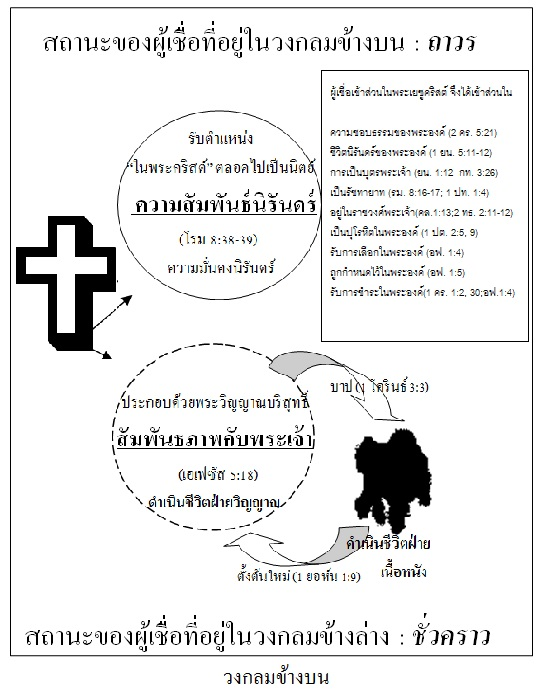 สถานะของผู้เชื่อที่อยู่ในวงกลมข้างบน : ถาวร
รับตำแหน่ง
“ในพระคริสต์” ตลอดไปเป็นนิตย์
ความสัมพันธ์นิรันดร์
(โรม 8:38-39)
ความมั่นคงนิรันดร์
ผู้เชื่อเข้าส่วนในพระเยซูคริสต์ จึงได้เข้าส่วนใน
ความชอบธรรมของพระองค์ (2 คร. 5:21)
ชีวิตนิรันดร์ของพระองค์ (1 ยน. 5:11-12)
การเป็นบุตรพระเจ้า (ยน. 1:12 กท. 3:26)
เป็นรัชทายาท (รม. 8:16-17; 1 ปท. 1:4)
อยู่ในราชวงศ์พระเจ้า(คล.1:13;2 ทธ. 2:11-12)
เป็นปุโรหิตในพระองค์ (1 ปต. 2:5, 9)
รับการเลือกในพระองค์ (อฟ. 1:4)
ถูกกำหนดไว้ในพระองค์ (อฟ. 1:5)
รับการชำระในพระองค์(1 คร. 1:2, 30;อฟ.1:4)
ประกอบด้วยพระวิญญาณบริสุทธิ์
สัมพันธภาพกับพระเจ้า
(เอเฟซัส 5:18)
ดำเนินชีวิตฝ่ายวิญญาณ
บาป (1 โครินธ์ 3:3)
ดำเนินชีวิตฝ่าย
เนื้อหนัง
ตั้งต้นใหม่ (1 ยอห์น 1:9)
สถานะของผู้เชื่อที่อยู่ในวงกลมข้างล่าง : ชั่วคราว
วงกลมข้างบน